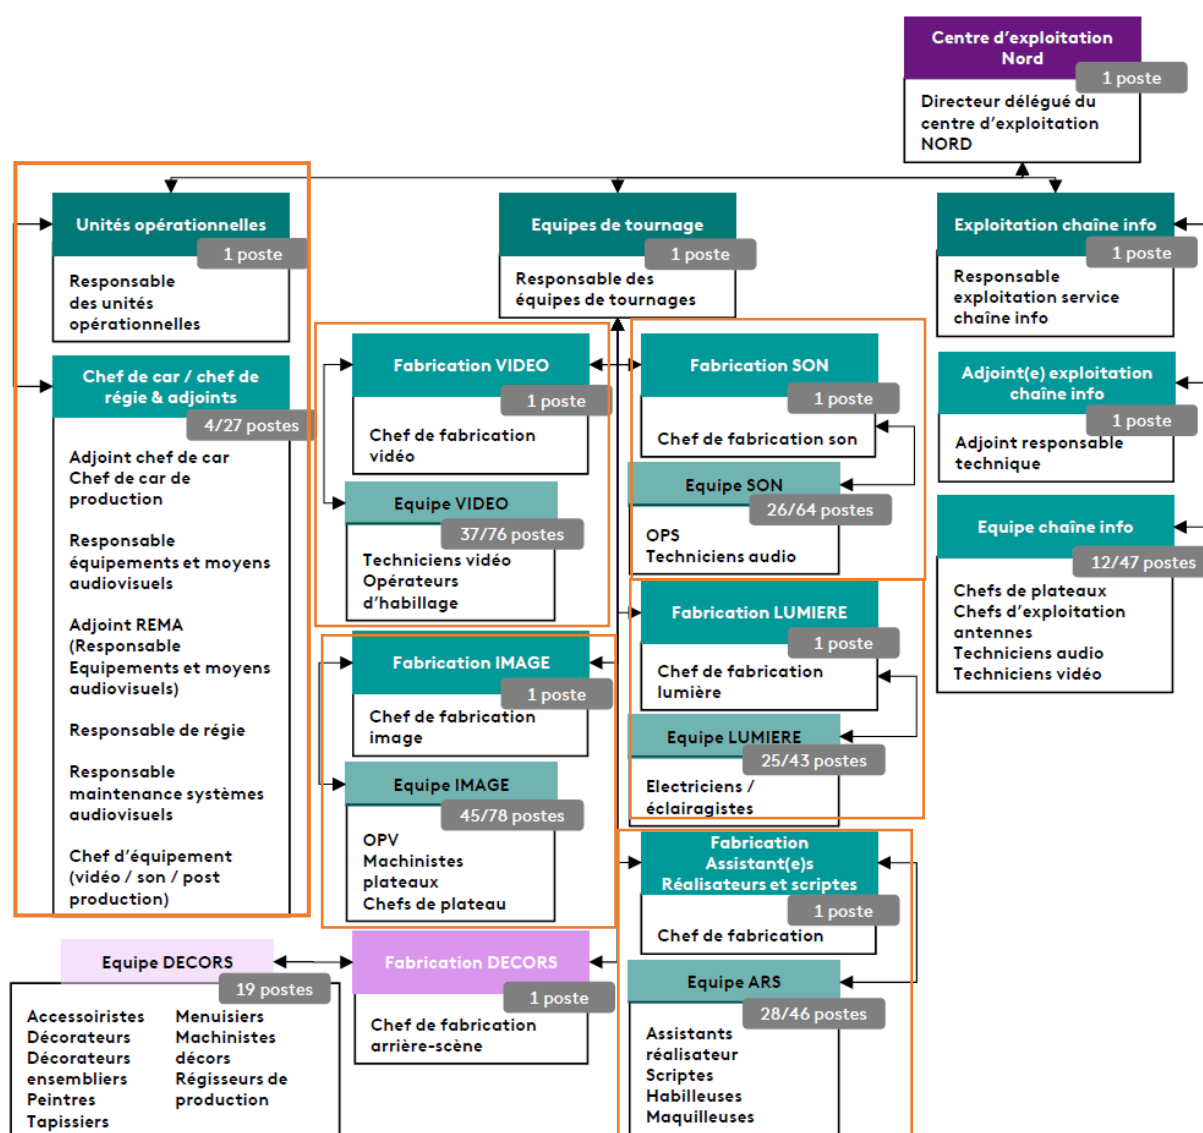 Centre d'exploitation
Nord
1 poste
Directeur délégué du
centre d'exploitation
NORD
Unités opérationnelles
1 poste
Responsable
des unités
opérationnelles
Chef de car / chef de
régie & adjoints
4/27 postes
Adjoint chef de car
Chef de car de
production
Responsable
équipements et moyens
audiovisuels
Adjoint REMA
(Responsable
Equipements et moyens
audiovisuels)
Responsable de régie
Responsable
maintenance systèmes
audiovisuels
Chef d'équipement
(vidéo / son / post
production)
Equipes de tournage
1 poste
Responsable des
équipes de tournages
Fabrication VIDEO
1 poste
Chef de fabrication
vidéo
Equipe VIDEO
37/76 postes
Techniciens vidéo
Opérateurs
d'habillage
Fabrication SON
1 poste
Chef de fabrication son
Equipe SON
26/64 postes
OPS
Techniciens audio
Fabrication IMAGE
1 poste
Chef de fabrication
image
Equipe IMAGE
45/78 postes
OPV
Machinistes
plateaux
Chefs de plateau
Fabrication LUMIERE
1 poste
Chef de fabrication
lumière
Equipe LUMIERE
25/43 postes
Electriciens /
éclairagistes
Fabrication
Assistant(e)s
Réalisateurs et scriptes
1 poste
Chef de fabrication
Equipe ARS
28/46 postes
Assistants
réalisateur
Scriptes
Habilleuses
Maquilleuses
Fabrication DECORS
1 poste
Chef de fabrication
arrière-scène
Equipe DECORS
19 postes
Accessoiristes
Décorateurs
Décorateurs
ensembliers
Peintres
Tapissiers
Menuisiers
Machinistes
décors
Régisseurs de
production
Exploitation chaîne info
1 poste
Responsable
exploitation service
chaîne info
Adjoint(e) exploitation
chaîne info
1 poste
Adjoint responsable
technique
Equipe chaîne info
12/47 postes
Chefs de plateaux
Chefs d'exploitation
antennes
Techniciens audio
Techniciens vidéo